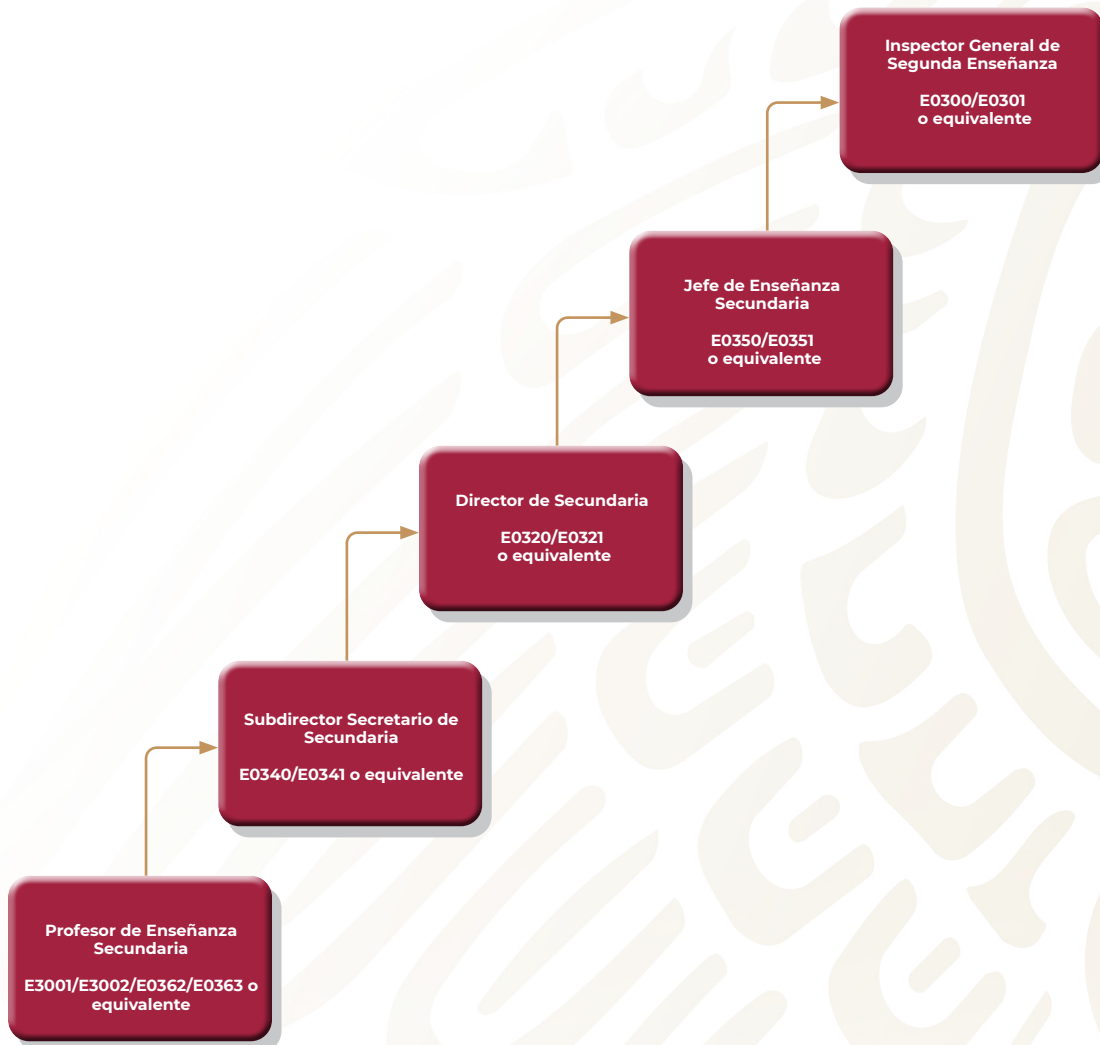 Inspector General de
Segunda Enseñanza
E0300/E0301
o equivalente
Jefe de Enseñanza
Secundaria
E0350/E0351
o equivalente
Director de Secundaria
E0320/E0321
o equivalente
Subdirector Secretario de
Secundaria
E0340/E0341 o equivalente
Profesor de Enseñanza
Secundaria
E3001/E3002/E0362/E0363 o
equivalente